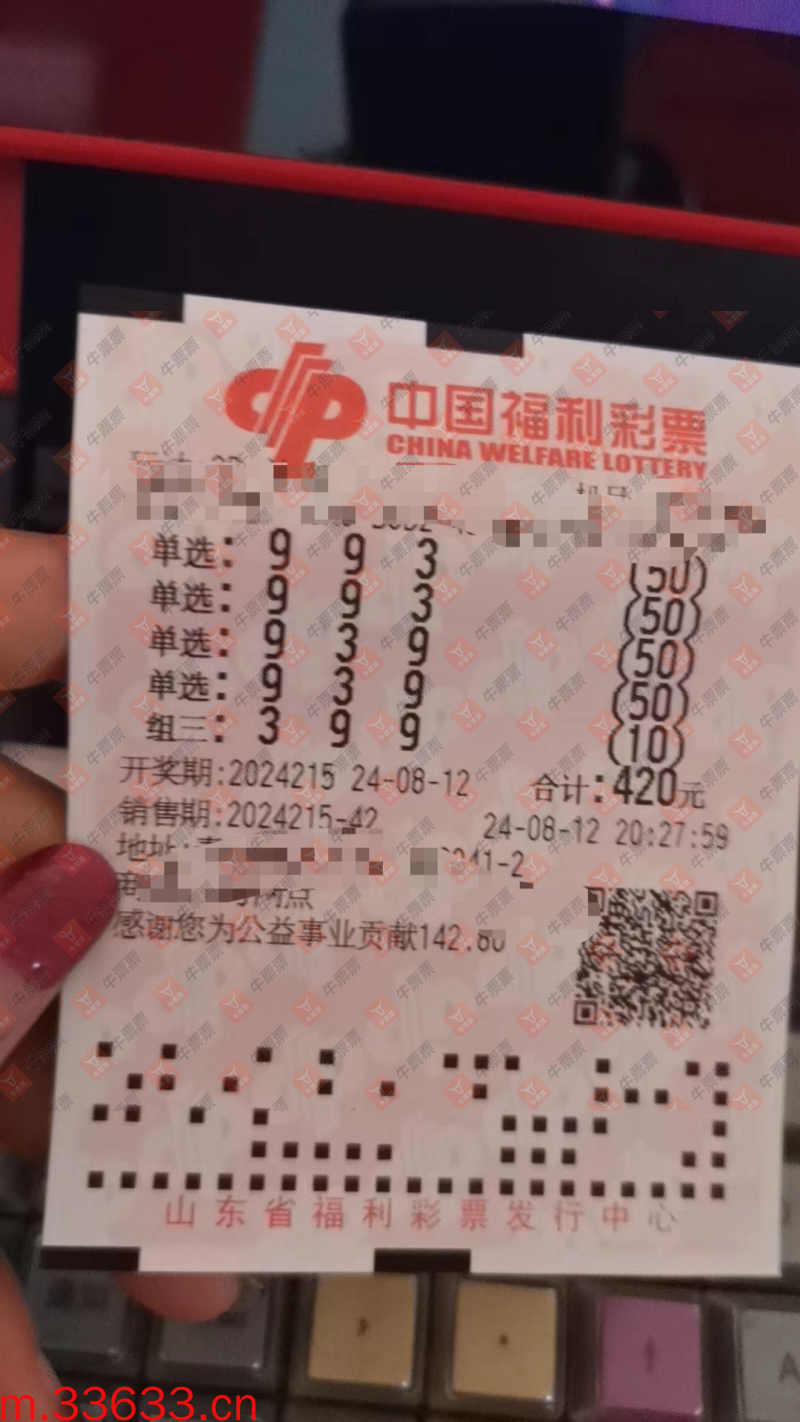 中国福利彩票
CHINA WELFARE LOTTERY
单选: 9 9 3 (50)
单选: 9 9 3 (50)
单选: 9 3 9 (50)
单选: 9 3 9 (50)
组三: 3 9 9 (10)
开奖期:2024215 24-08-12 合计:420元
销售期:2024215-42 24-08-12 20:27:59
地址:
感谢您为公益事业贡献142.80
山东省福利彩票发行中心
牛票票
m.33633.cn